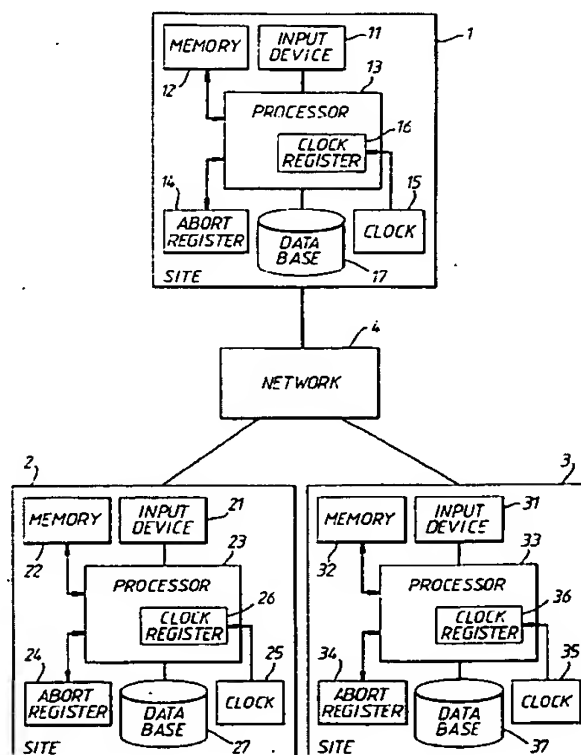 1
11
MEMORY
INPUT
DEVICE
12
13
PROCESSOR
16
CLOCK
REGISTER
14
15
ABORT
REGISTER
DATA
BASE
CLOCK
SITE
17
4
NETWORK
2
21
MEMORY
INPUT
DEVICE
22
23
PROCESSOR
26
CLOCK
REGISTER
24
25
ABORT
REGISTER
DATA
BASE
CLOCK
SITE
27
3
31
MEMORY
INPUT
DEVICE
32
33
PROCESSOR
36
CLOCK
REGISTER
34
35
ABORT
REGISTER
DATA
BASE
CLOCK
SITE
37